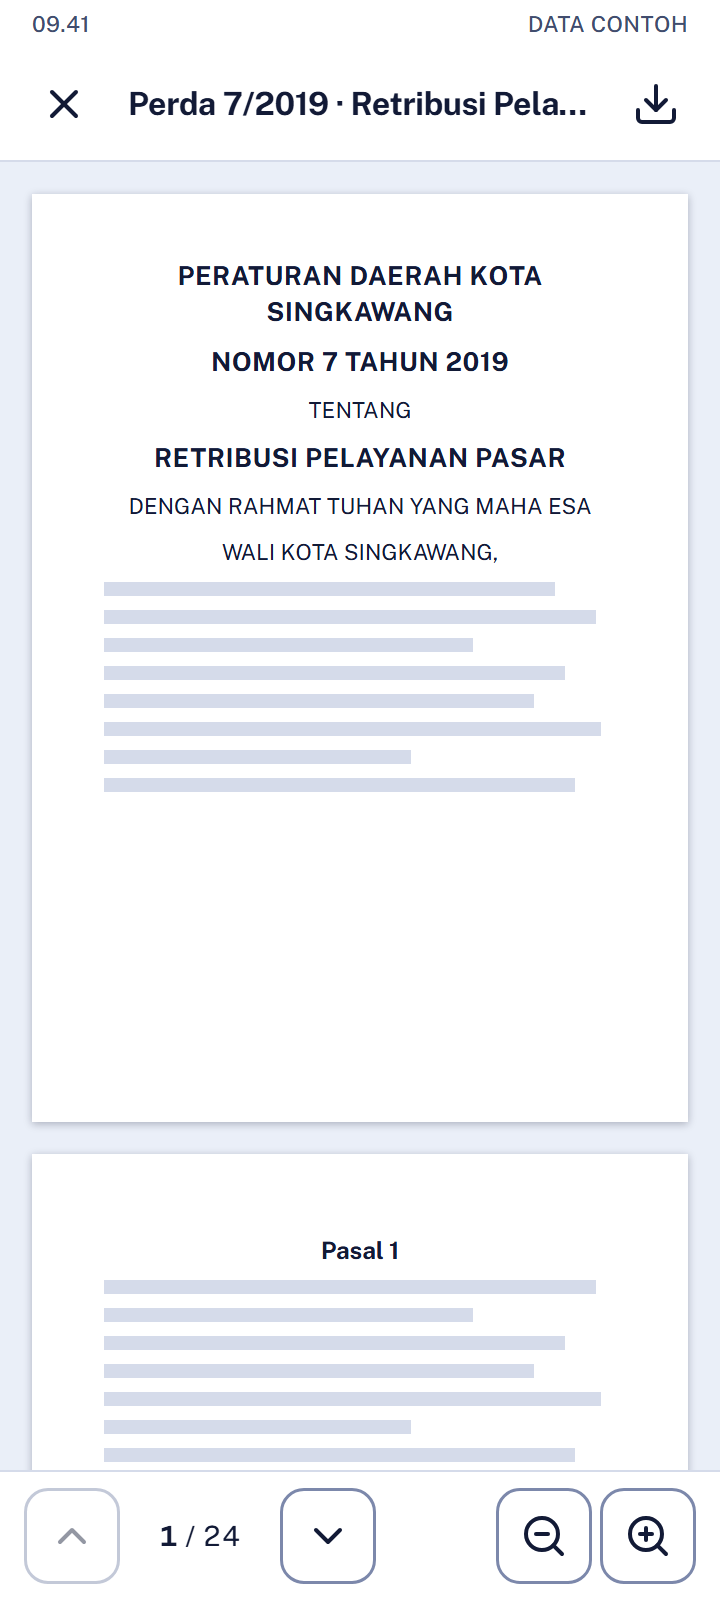 09.41
DATA CONTOH
Perda 7/2019 · Retribusi Pela...
PERATURAN DAERAH KOTA
SINGKAWANG
NOMOR 7 TAHUN 2019
TENTANG
RETRIBUSI PELAYANAN PASAR
DENGAN RAHMAT TUHAN YANG MAHA ESA
WALI KOTA SINGKAWANG,
Pasal 1
1 / 24